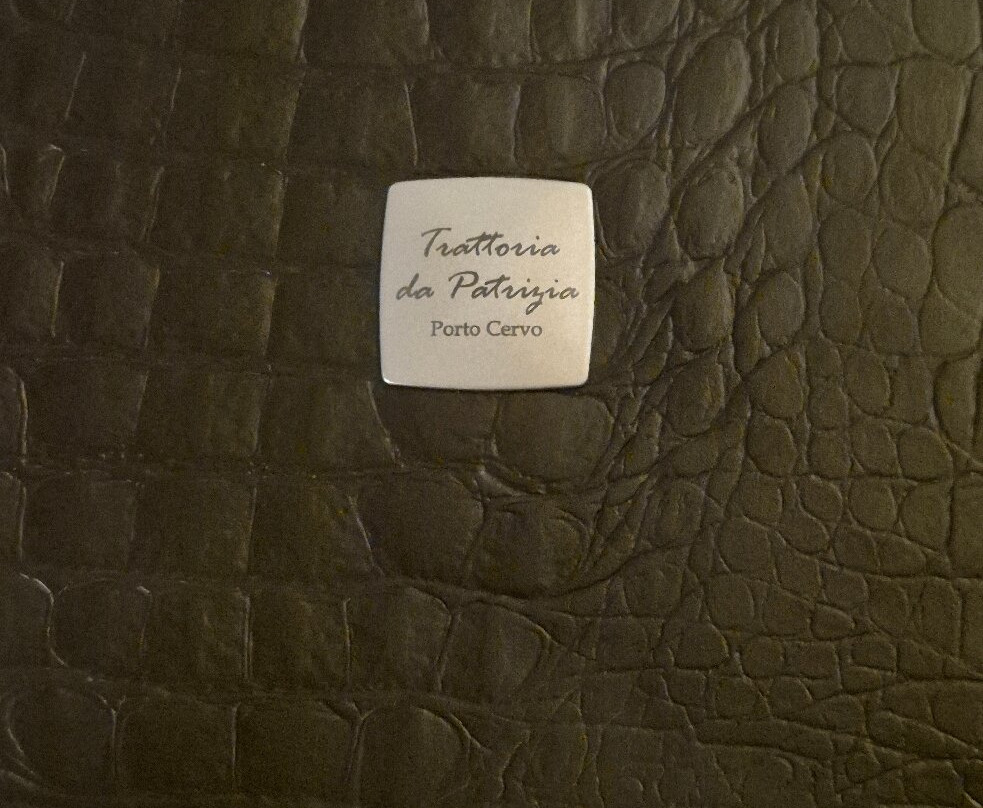 Trattoria
da Patrizia
Porto Cervo